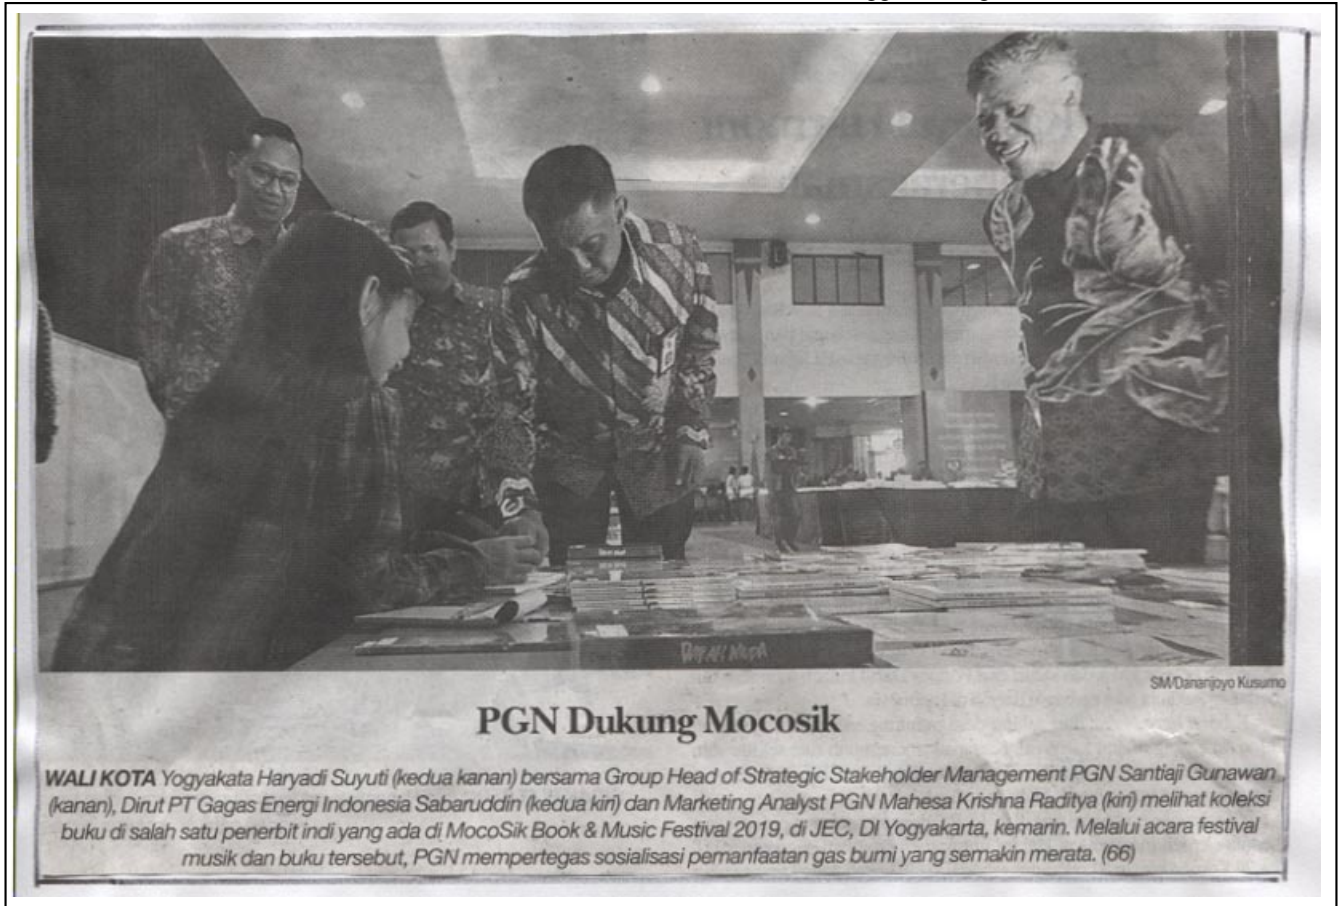 DARAH MUDA
SM/Dananjoyo Kusumo
PGN Dukung Mocosik
WALI KOTA Yogyakata Haryadi Suyuti (kedua kanan) bersama Group Head of Strategic Stakeholder Management PGN Santiaji Gunawan
(kanan), Dirut PT Gagas Energi Indonesia Sabaruddin (kedua kiri) dan Marketing Analyst PGN Mahesa Krishna Raditya (kiri) melihat koleksi
buku di salah satu penerbit indi yang ada di MocoSik Book & Music Festival 2019, di JEC, DI Yogyakarta, kemarin. Melalui acara festival
musik dan buku tersebut, PGN mempertegas sosialisasi pemanfaatan gas bumi yang semakin merata. (66)